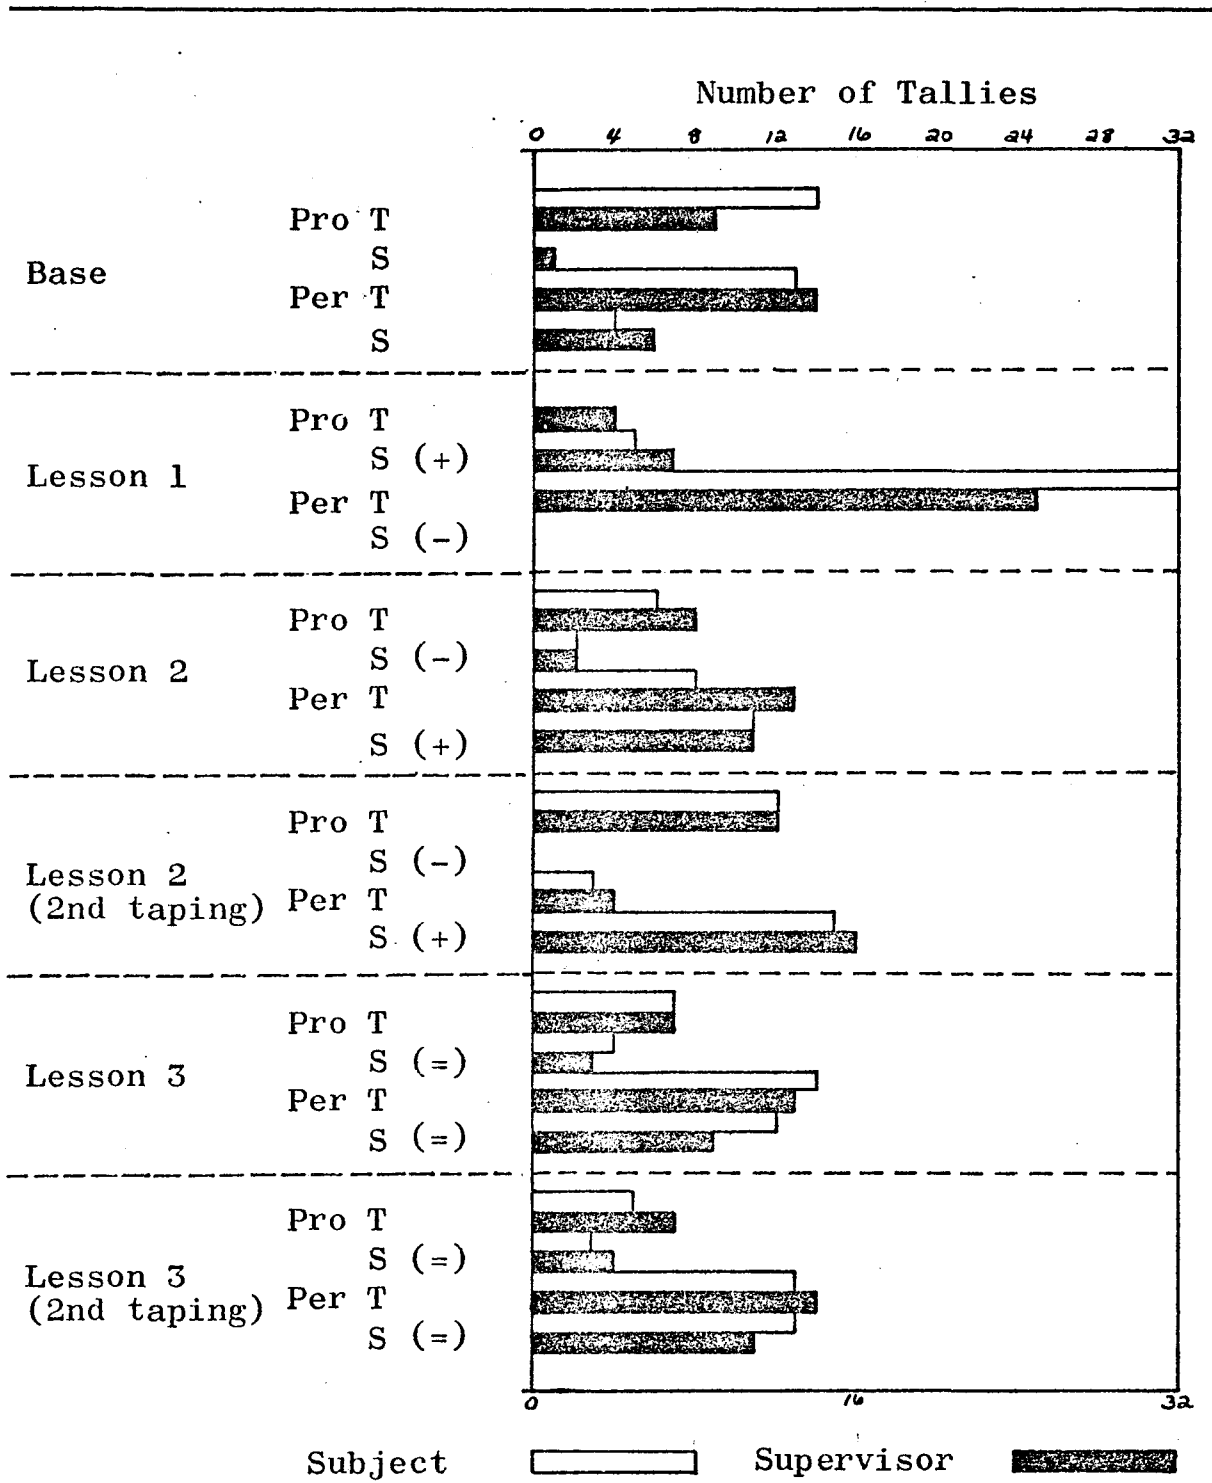 Number of Tallies
0 4 8 12 16 20 24 28 32
Pro T
S
Base
Per T
S
Pro T
S (+)
Lesson 1
Per T
S (-)
Pro T
S (-)
Lesson 2
Per T
S (+)
Pro T
S (-)
Lesson 2
(2nd taping) Per T
S (+)
Pro T
S (=)
Lesson 3
Per T
S (=)
Pro T
S (=)
Lesson 3
(2nd taping) Per T
S (=)
0 16 32
Subject Supervisor